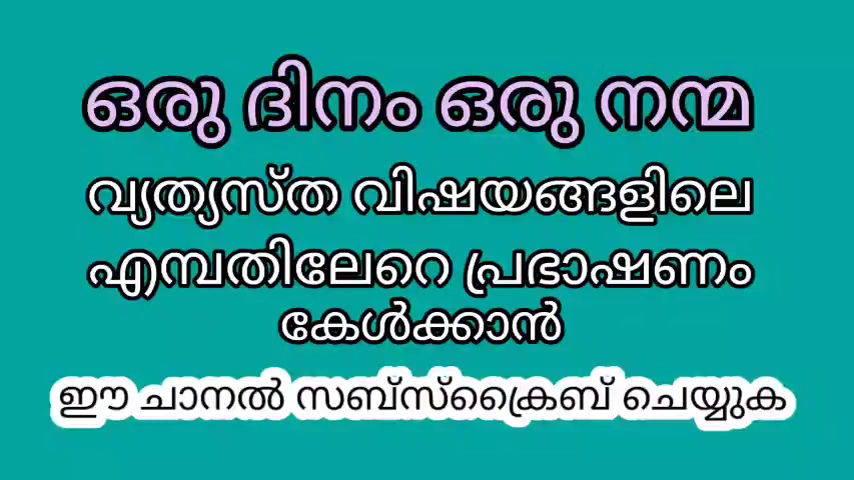 ഒരു ദിനം ഒരു നന്മ
വ്യത്യസ്ത വിഷയങ്ങളിലെ
എമ്പതിലേറെ പ്രഭാഷണം
കേൾക്കാൻ
ഈ ചാനൽ സബ്സ്ക്രൈബ് ചെയ്യുക